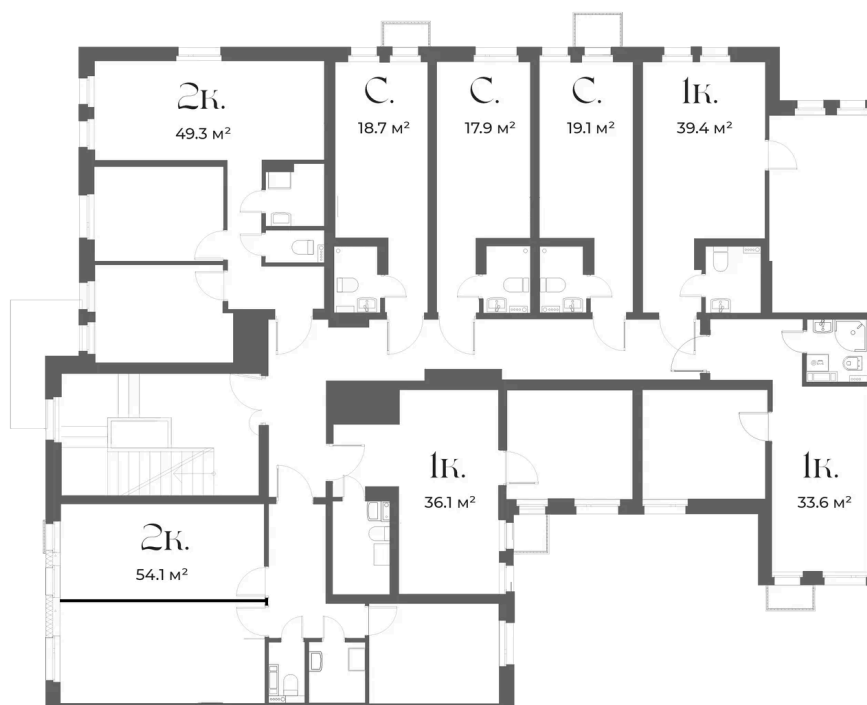 2к.
49.3 м²
С.
18.7 м²
С.
17.9 м²
С.
19.1 м²
1к.
39.4 м²
1к.
36.1 м²
1к.
33.6 м²
2к.
54.1 м²